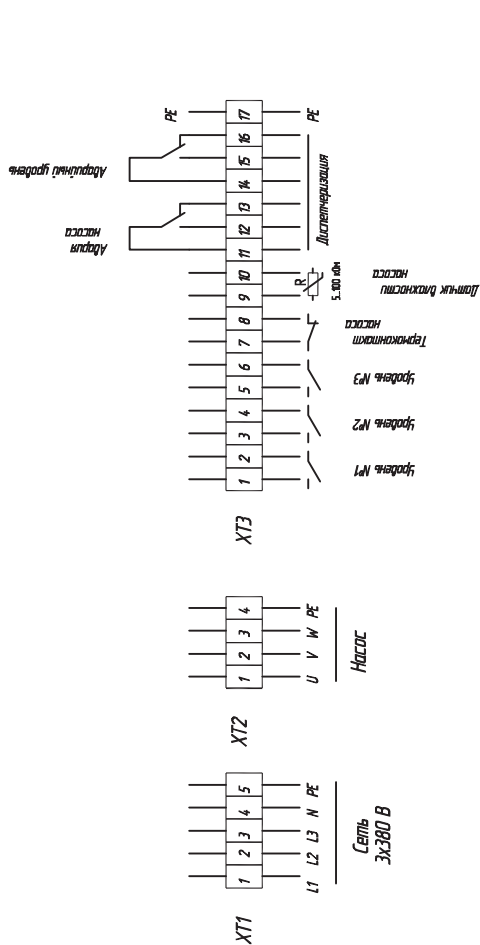 XT1
1 2 3 4 5
L1 L2 L3 N PE
Сеть
3x380 В
XT2
1 2 3 4
U V W PE
Насос
XT3
1 2 3 4 5 6 7 8 9 10 11 12 13 14 15 16 17
Уровень №1
Уровень №2
Уровень №3
Термоконтакт
насоса
Датчик влажности
насоса
R
5...100 кОм
Диспетчеризация
PE
Авария
насоса
Аварийный уровень
PE